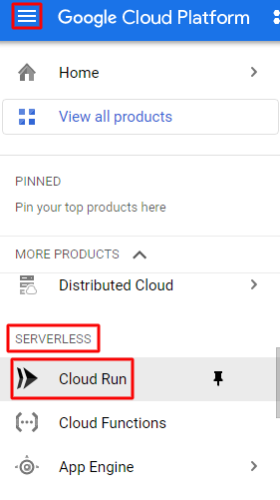 Google Cloud Platform
Home
View all products
PINNED
Pin your top products here
MORE PRODUCTS
Distributed Cloud
SERVERLESS
Cloud Run
Cloud Functions
App Engine